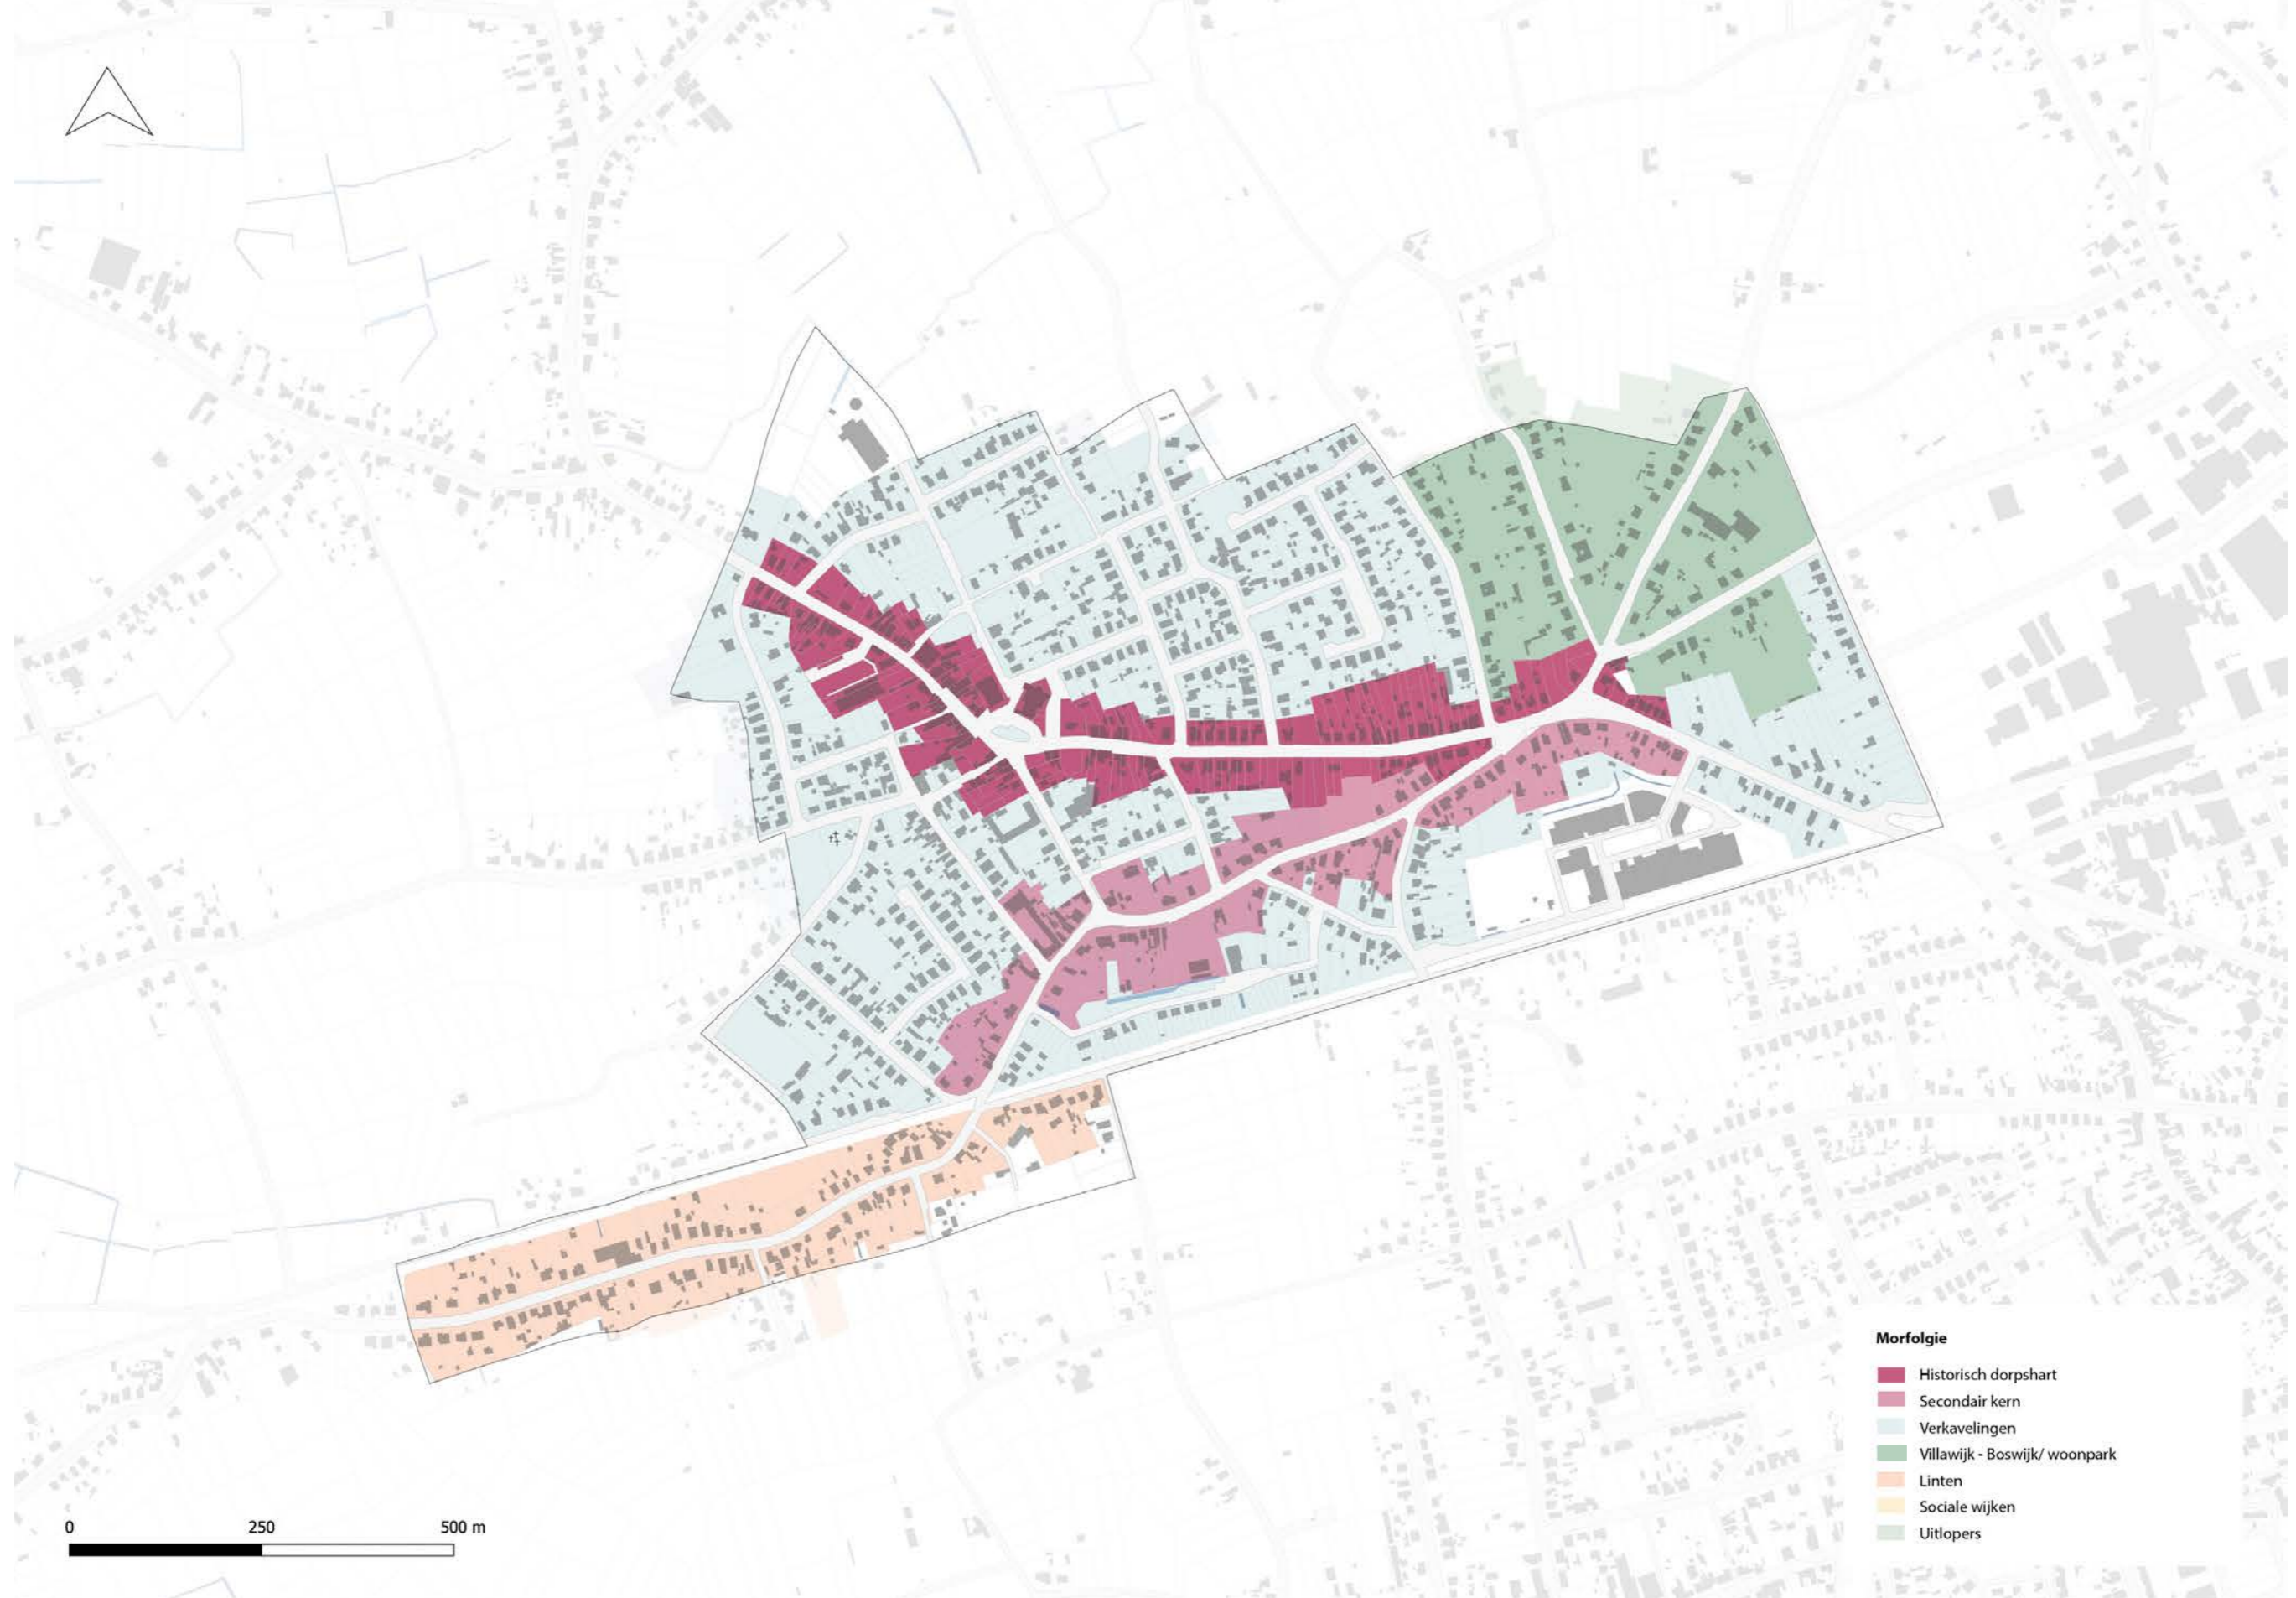 Morfolgie
Historisch dorpshart
Secondair kern
Verkavelingen
Villawijk - Boswijk/ woonpark
Linten
Sociale wijken
Uitlopers
0 250 500 m